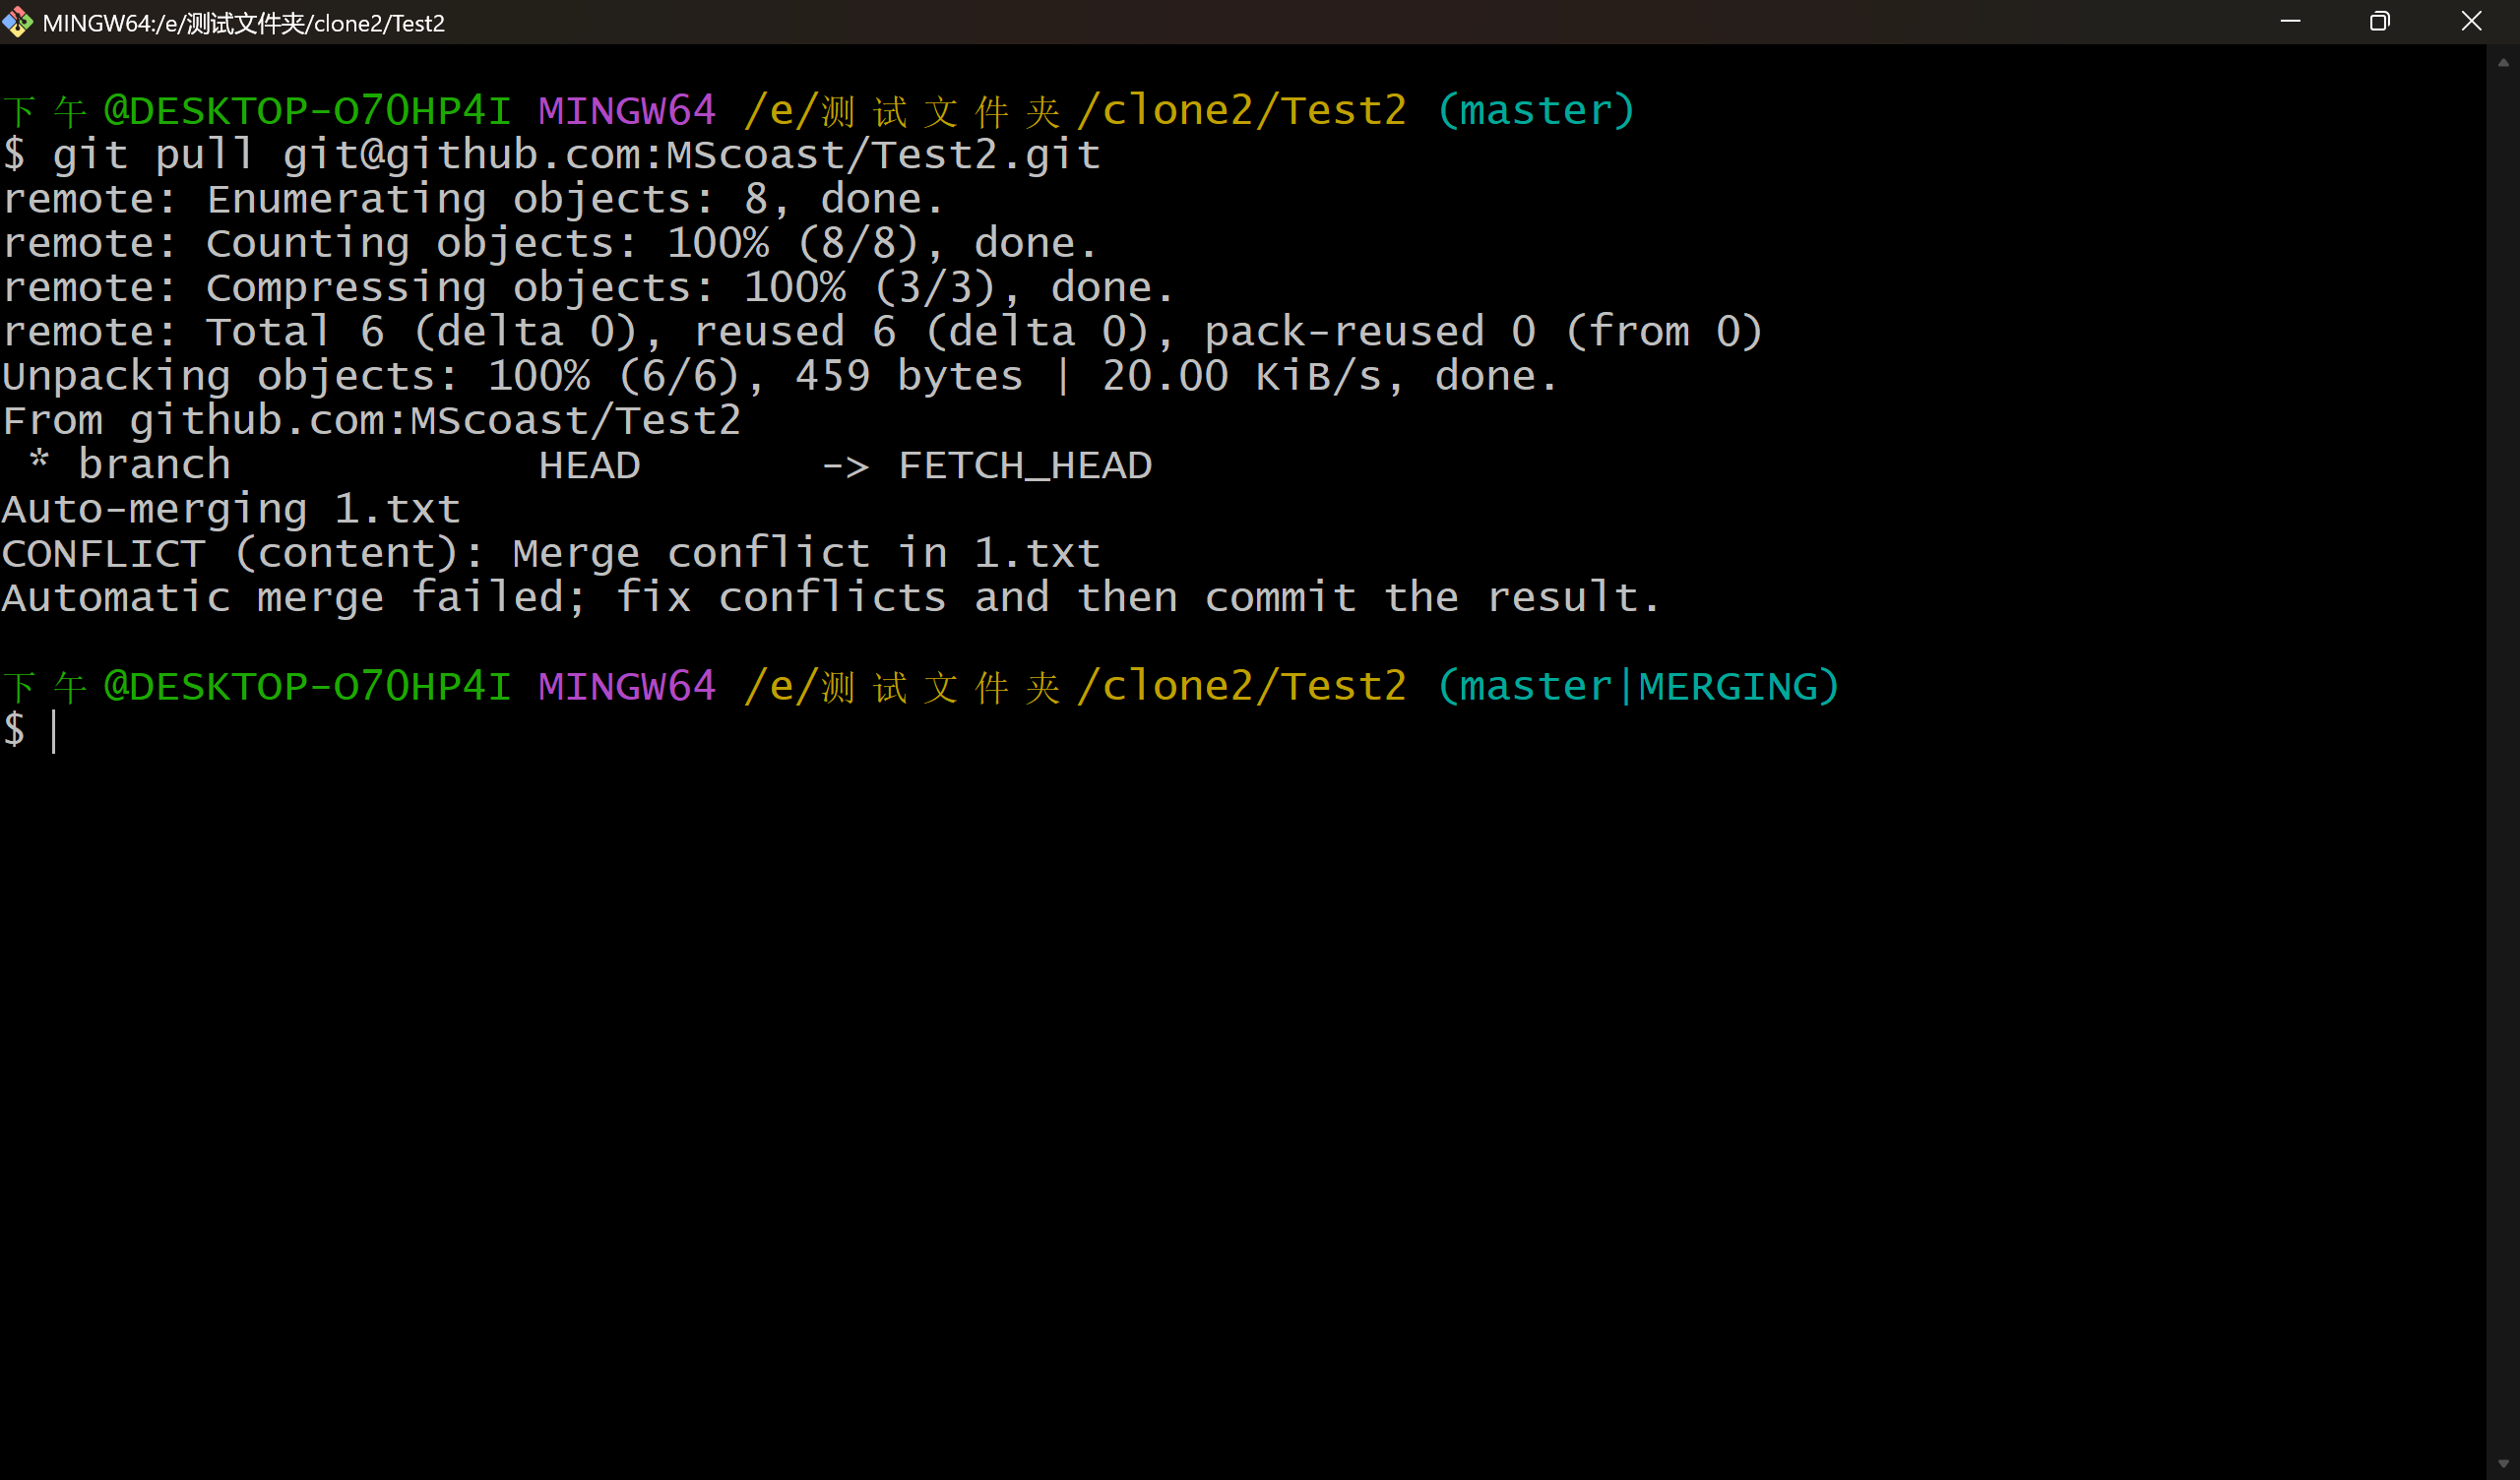 MINGW64:/e/测试文件夹/clone2/Test2
下午@DESKTOP-O70HP4I MINGW64 /e/测试文件夹/clone2/Test2 (master)
$ git pull git@github.com:MScoast/Test2.git
remote: Enumerating objects: 8, done.
remote: Counting objects: 100% (8/8), done.
remote: Compressing objects: 100% (3/3), done.
remote: Total 6 (delta 0), reused 6 (delta 0), pack-reused 0 (from 0)
Unpacking objects: 100% (6/6), 459 bytes | 20.00 KiB/s, done.
From github.com:MScoast/Test2
 * branch            HEAD       -> FETCH_HEAD
Auto-merging 1.txt
CONFLICT (content): Merge conflict in 1.txt
Automatic merge failed; fix conflicts and then commit the result.
下午@DESKTOP-O70HP4I MINGW64 /e/测试文件夹/clone2/Test2 (master|MERGING)
$